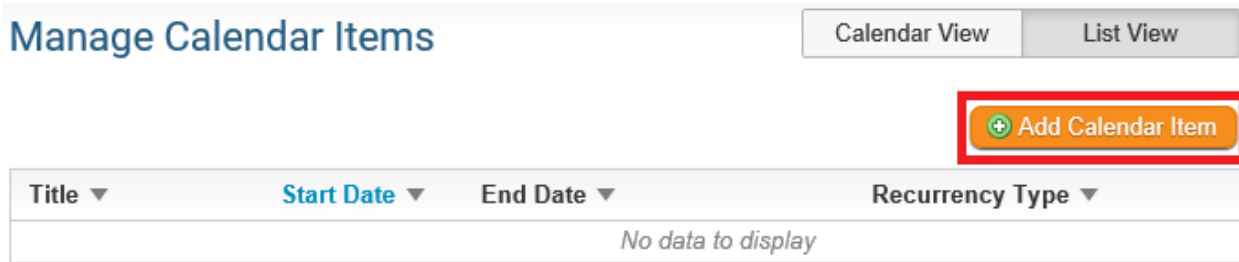 Manage Calendar Items
Calendar View
List View
Add Calendar Item
Title
Start Date
End Date
Recurrency Type
No data to display